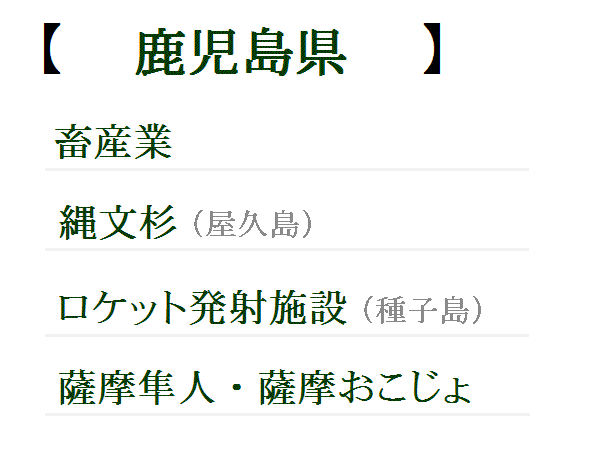 【 鹿児島県 】
畜産業
縄文杉 （屋久島）
ロケット発射施設 （種子島）
薩摩隼人・薩摩おこじょ